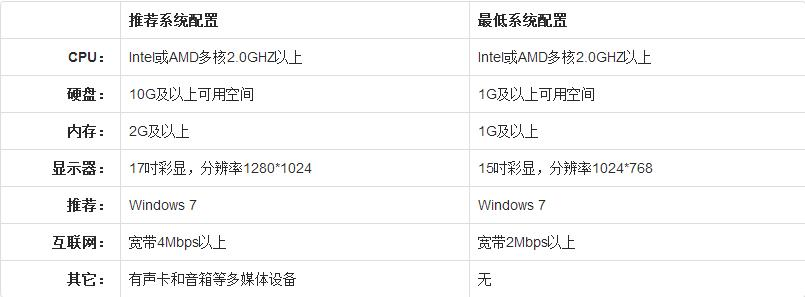 推荐系统配置 最低系统配置
CPU： Intel或AMD多核2.0GHZ以上 Intel或AMD多核2.0GHZ以上
硬盘： 10G及以上可用空间 1G及以上可用空间
内存： 2G及以上 1G及以上
显示器： 17吋彩显，分辨率1280*1024 15吋彩显，分辨率1024*768
推荐： Windows 7 Windows 7
互联网： 宽带4Mbps以上 宽带2Mbps以上
其它： 有声卡和音箱等多媒体设备 无